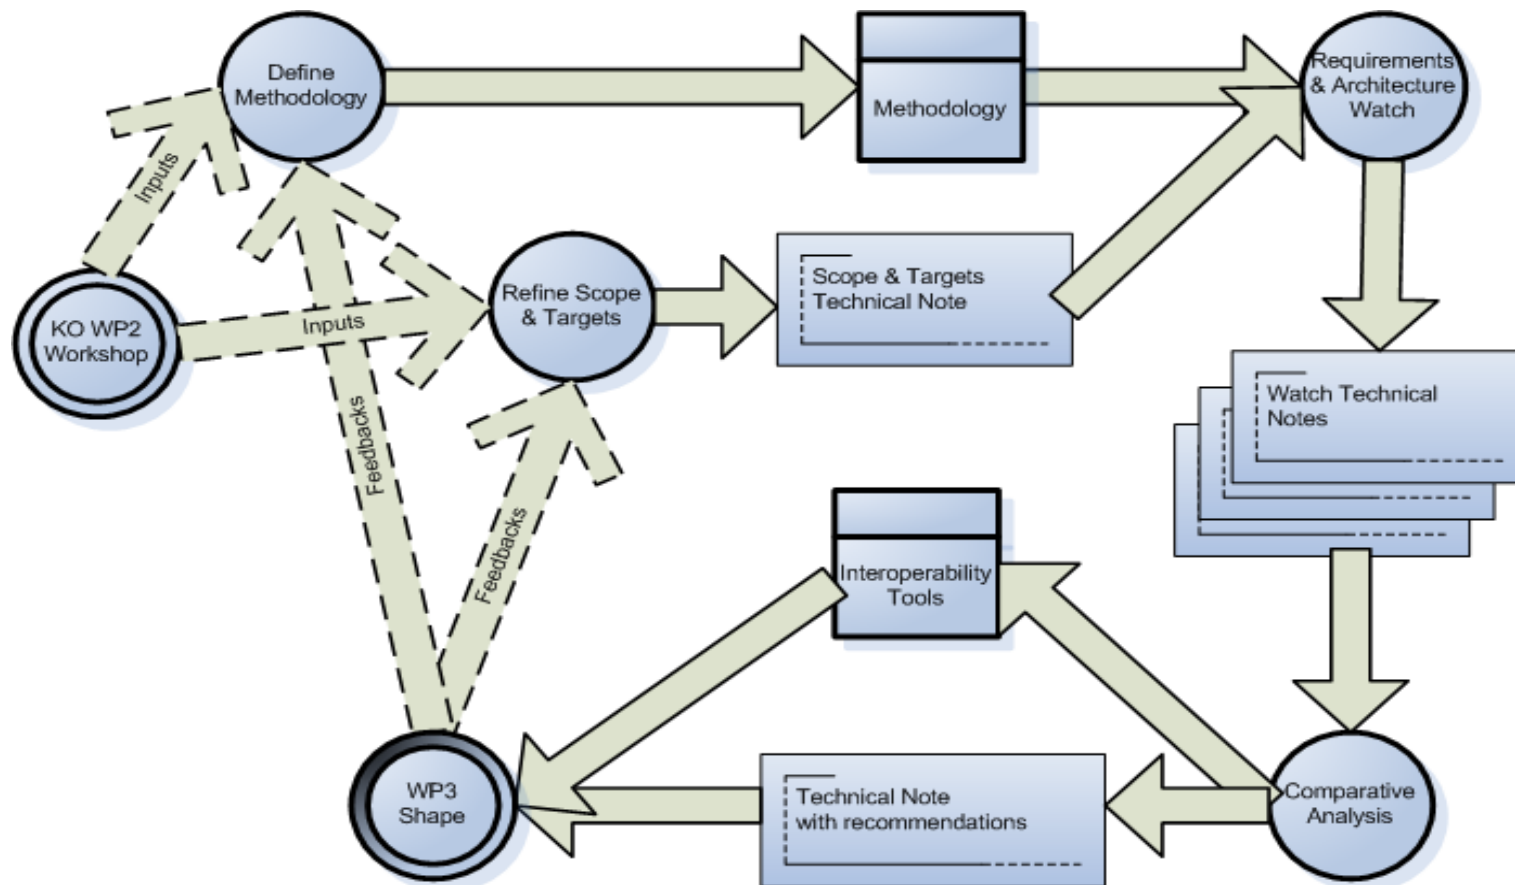 Define
Methodology
Methodology
Requirements
& Architecture
Watch
Inputs
KO WP2
Workshop
Inputs
Refine Scope
& Targets
Scope & Targets
Technical Note
Watch Technical
Notes
Feedbacks
Feedbacks
Interoperability
Tools
WP3
Shape
Technical Note
with recommendations
Comparative
Analysis